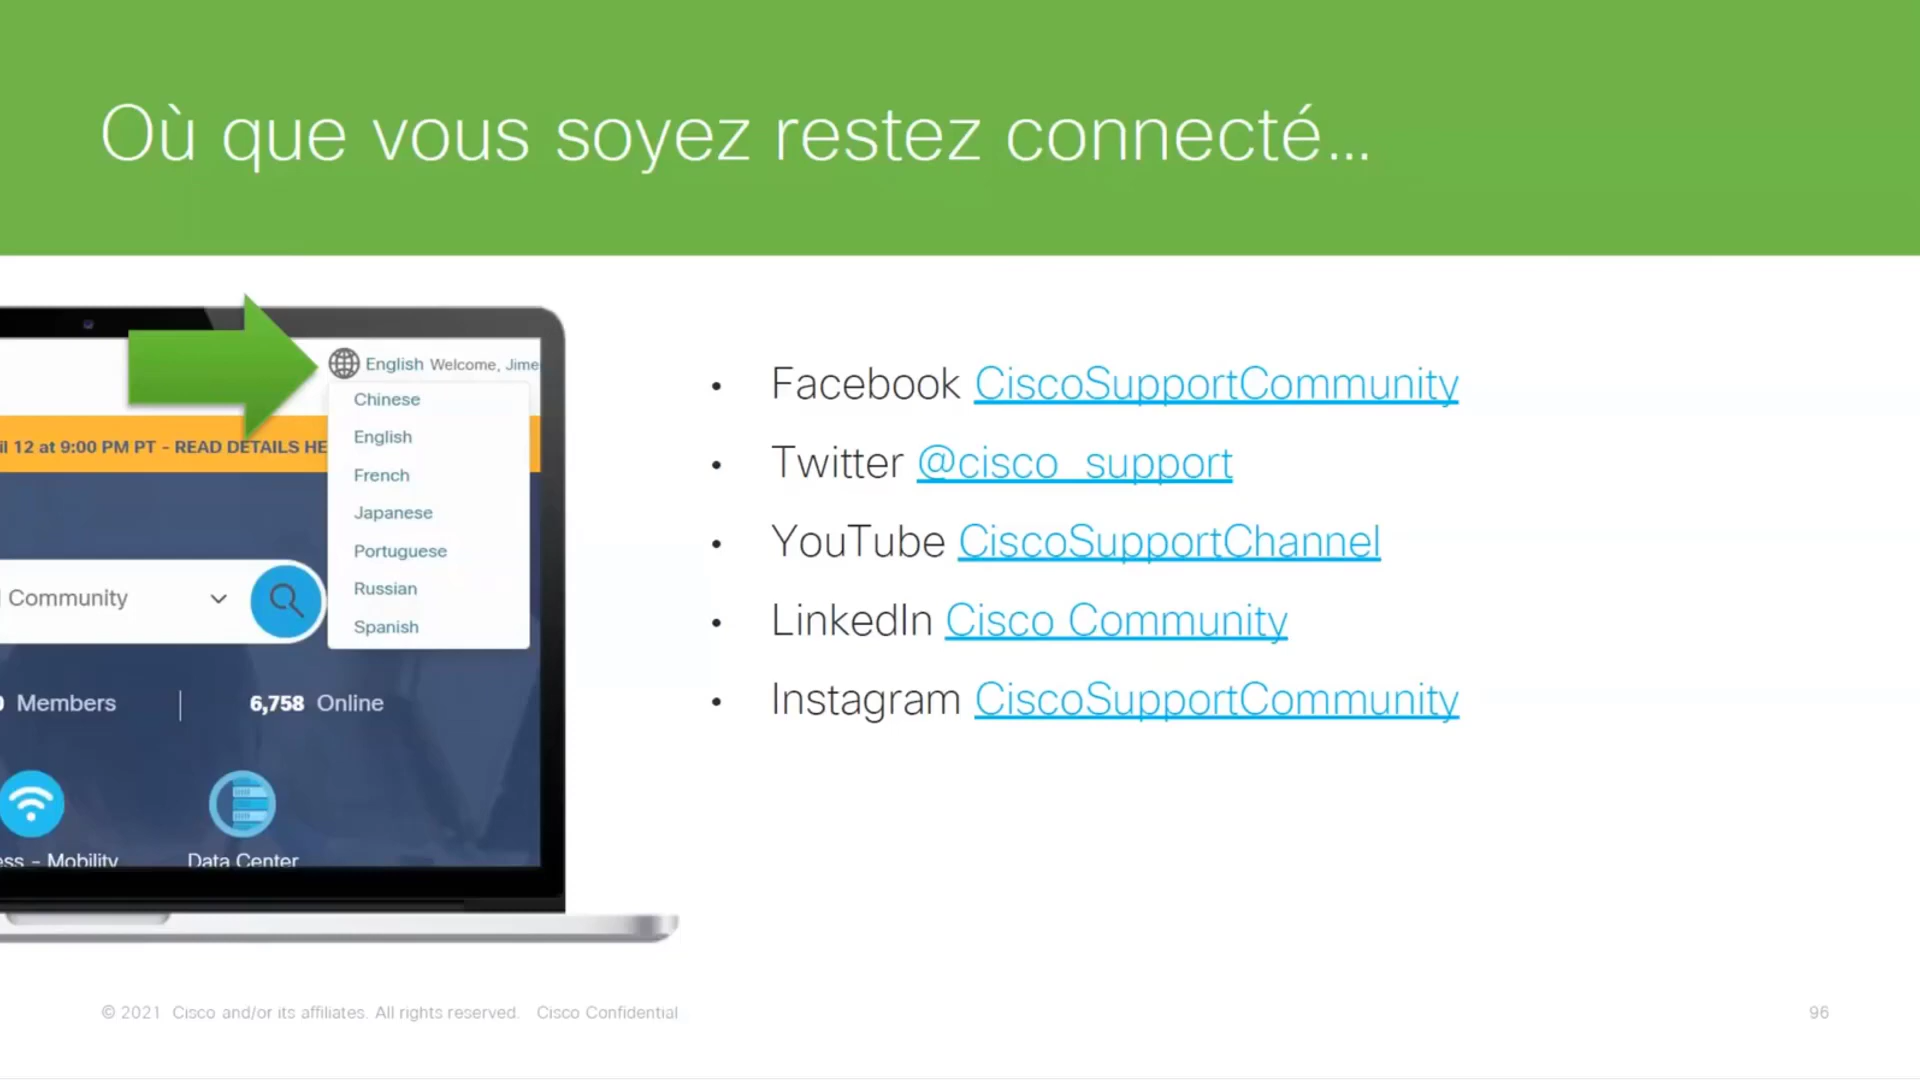 Où que vous soyez restez connecté...
English Welcome, Jime
Chinese
12 at 9:00 PM PT - READ DETAILS HE
English
French
Japanese
Portuguese
Community
Russian
Spanish
Members | 6,758 Online
- Mobility
Data Center
• Facebook CiscoSupportCommunity
• Twitter @cisco_support
• YouTube CiscoSupportChannel
• LinkedIn Cisco Community
• Instagram CiscoSupportCommunity
© 2021 Cisco and/or its affiliates. All rights reserved. Cisco Confidential
96